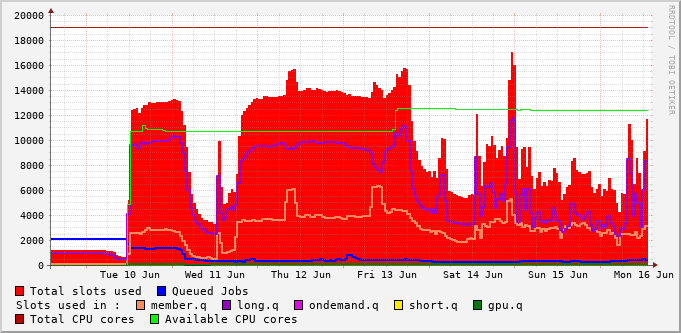 20000
18000
16000
14000
12000
10000
8000
6000
4000
2000
0
Tue 10 Jun Wed 11 Jun Thu 12 Jun Fri 13 Jun Sat 14 Jun Sun 15 Jun Mon 16 Jun
RRDTOOL / TOBI OETIKER
Total slots used Queued Jobs
Slots used in : member.q long.q ondemand.q short.q gpu.q
Total CPU cores Available CPU cores